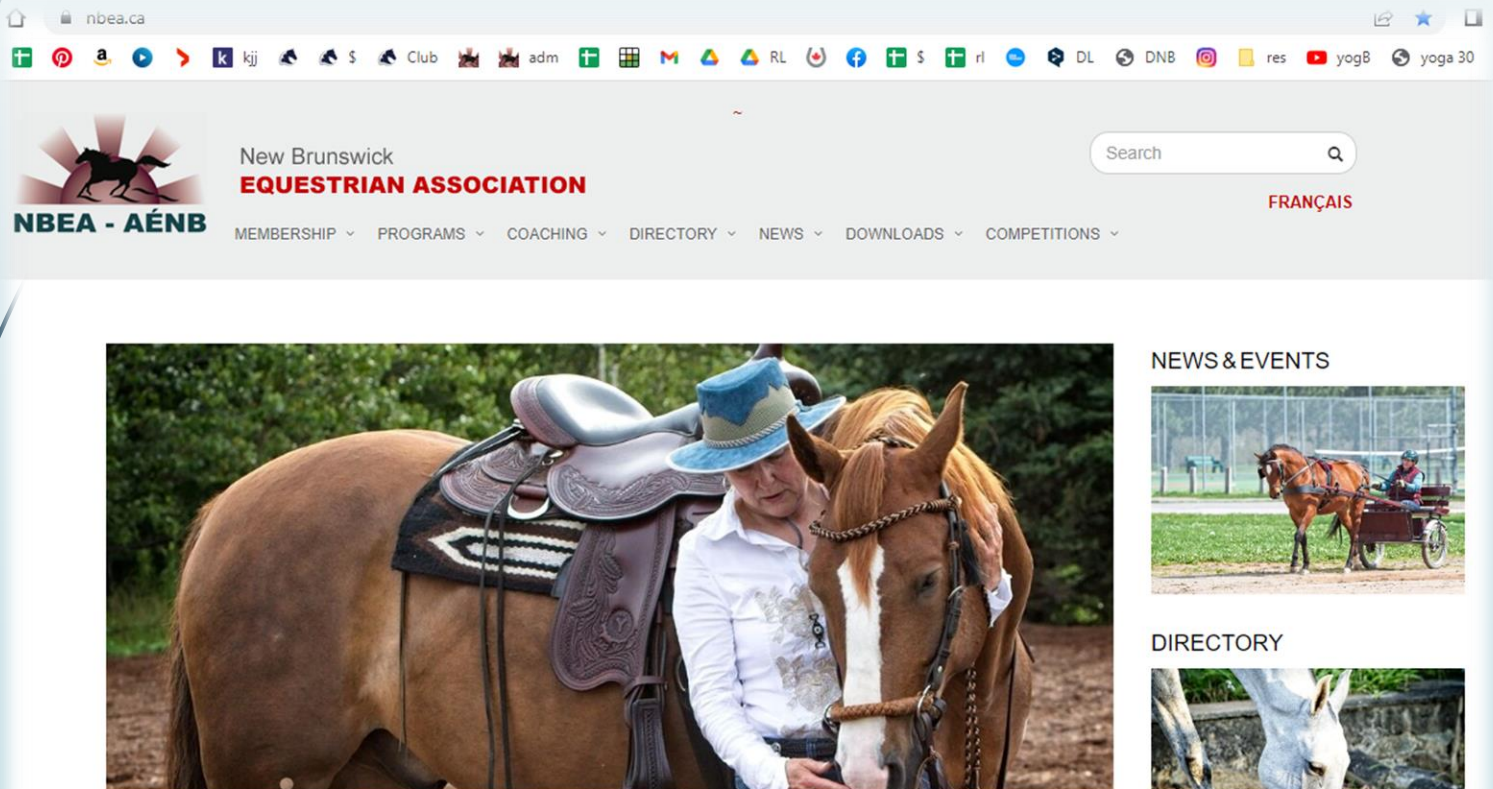 nbea.ca
kjj $ Club adm RL $ rl DL DNB res yogB yoga 30
~
NBEA - AÉNB
New Brunswick
EQUESTRIAN ASSOCIATION
Search
FRANÇAIS
MEMBERSHIP PROGRAMS COACHING DIRECTORY NEWS DOWNLOADS COMPETITIONS
NEWS & EVENTS
DIRECTORY